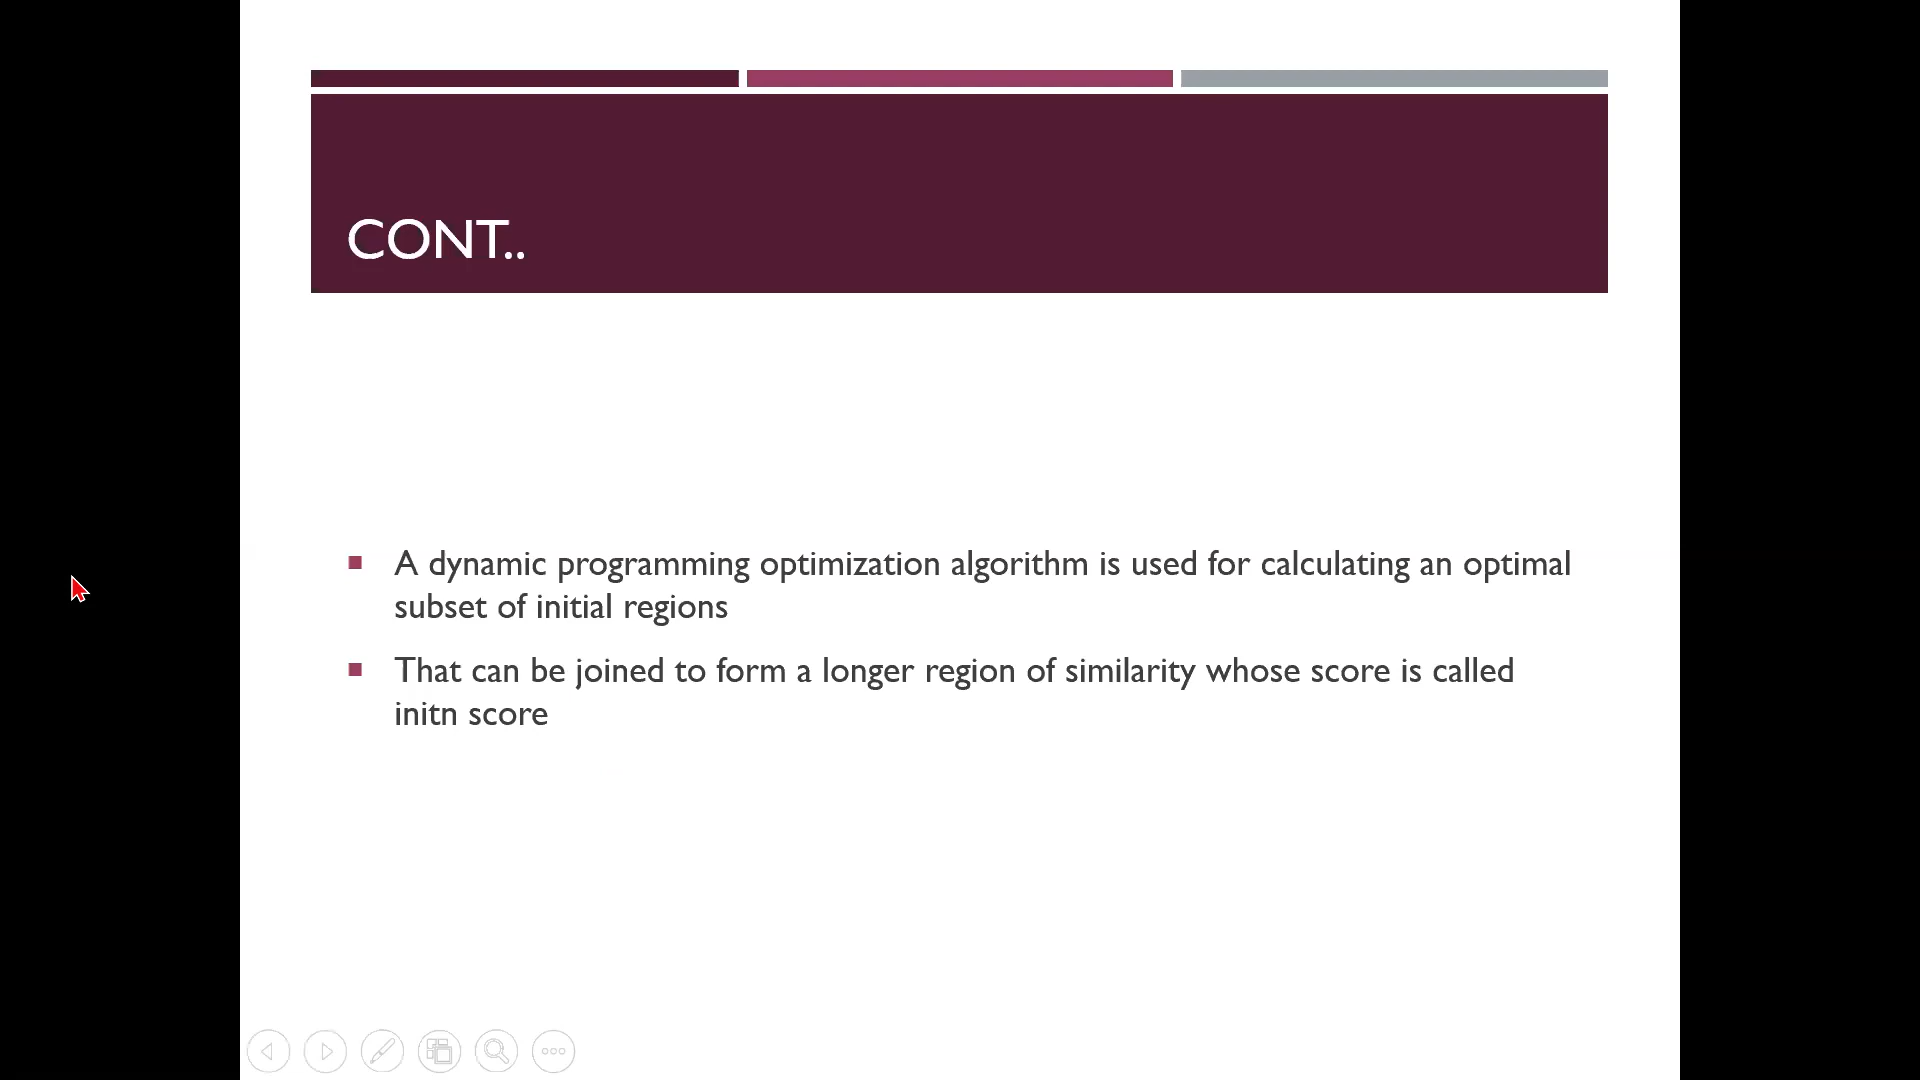 CONT..
A dynamic programming optimization algorithm is used for calculating an optimal
subset of initial regions
That can be joined to form a longer region of similarity whose score is called
initn score